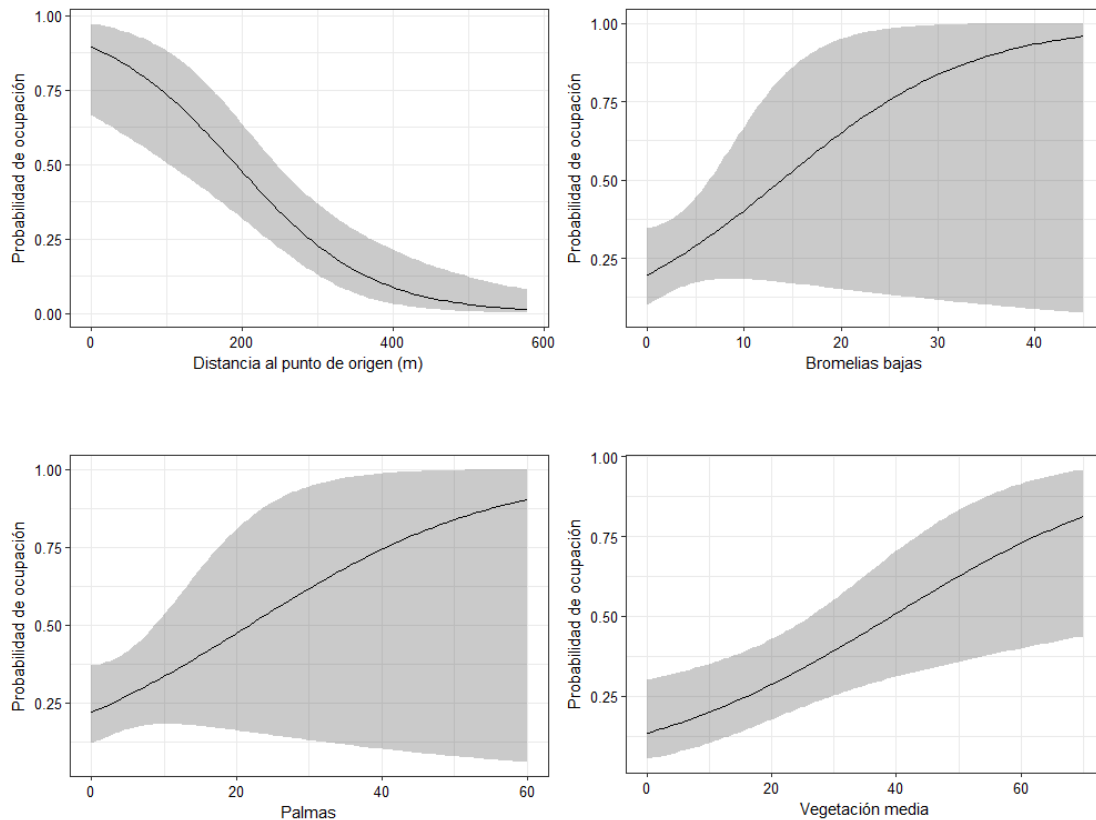 Probabilidad de ocupación
1.00
0.75
0.50
0.25
0.00
0 200 400 600
Distancia al punto de origen (m)
Probabilidad de ocupación
1.00
0.75
0.50
0.25
0 10 20 30 40
Bromelias bajas
Probabilidad de ocupación
1.00
0.75
0.50
0.25
0 20 40 60
Palmas
Probabilidad de ocupación
1.00
0.75
0.50
0.25
0 20 40 60
Vegetación media